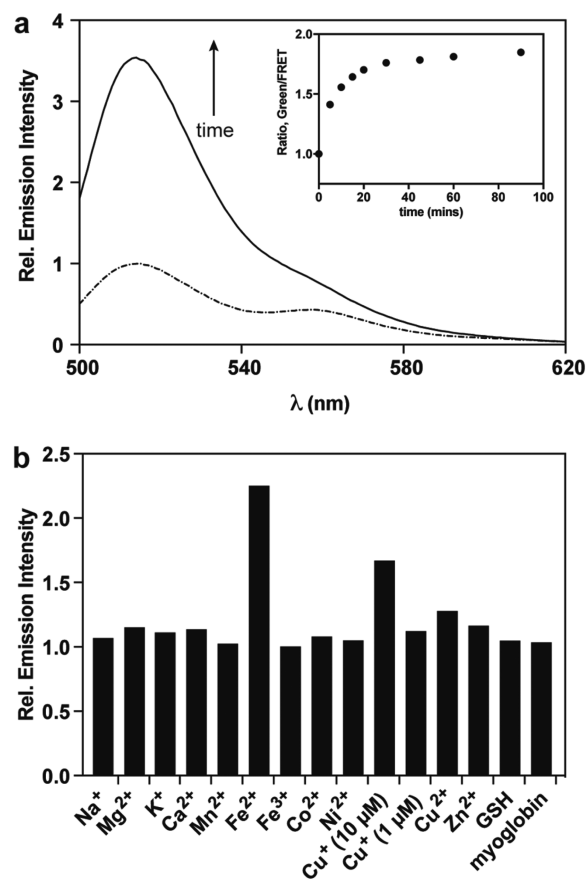 a
Rel. Emission Intensity
4
3
2
1
0
500
540
580
620
λ (nm)
time
Ratio, Green/FRET
2.0
1.5
1.0
0
20
40
60
80
100
time (mins)
b
Rel. Emission Intensity
2.5
2.0
1.5
1.0
0.5
0.0
Na⁺
Mg²⁺
K⁺
Ca²⁺
Mn²⁺
Fe²⁺
Fe³⁺
Co²⁺
Ni²⁺
Cu⁺ (10 μM)
Cu⁺ (1 μM)
Cu²⁺
Zn²⁺
GSH
myoglobin